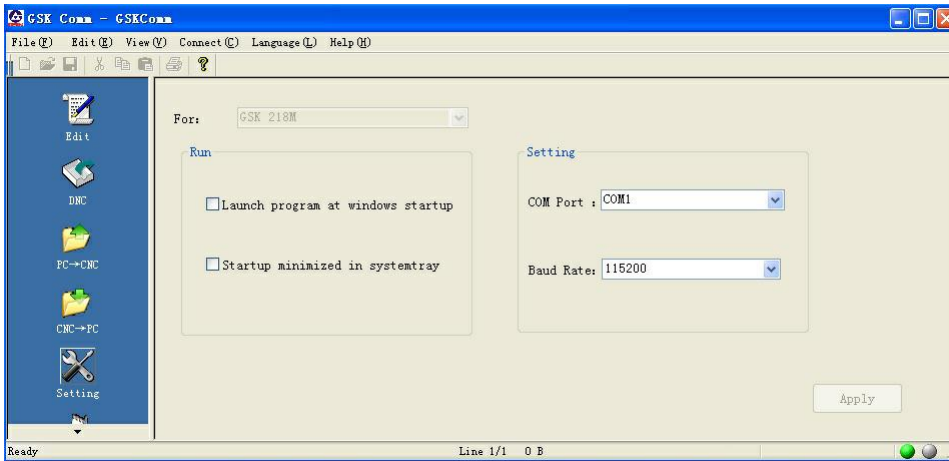 GSK Comm - GSKComm
File(F) Edit(E) View(V) Connect(C) Language(L) Help(H)
Edit
DNC
PC→CNC
CNC→PC
Setting
For: GSK 218M
Run
Launch program at windows startup
Startup minimized in systemtray
Setting
COM Port : COM1
Baud Rate: 115200
Apply
Ready Line 1/1 0 B